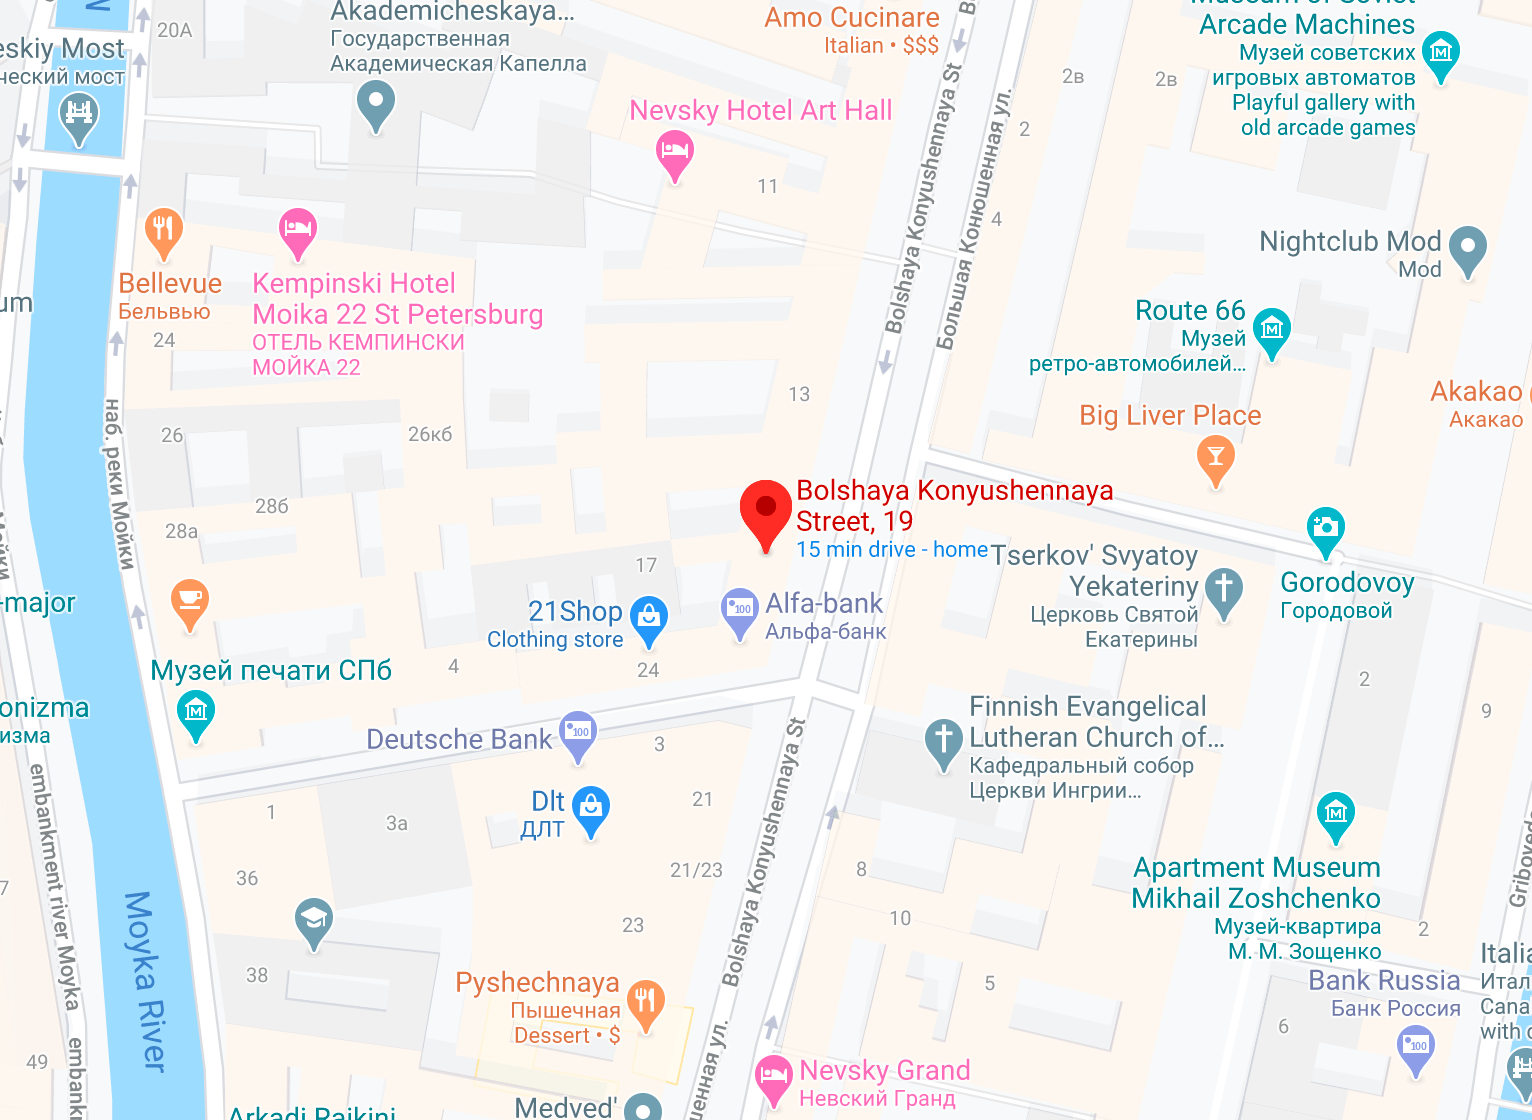 Akademicheskaya...
Государственная
Академическая Капелла
20A
eskiy Most
ческий мост
Amo Cucinare
Italian • $$$
Arcade Machines
Музей советских
игровых автоматов
Playful gallery with
old arcade games
2в
2в
2
4
Nevsky Hotel Art Hall
11
Bolshaya Konyushennaya St
Большая Конюшенная ул.
Nightclub Mod
Mod
Bellevue
Бельвью
24
Kempinski Hotel
Moika 22 St Petersburg
ОТЕЛЬ КЕМПИНСКИ
МОЙКА 22
um
Route 66
Музей
ретро-автомобилей...
13
Akakao
Акакао
Big Liver Place
26
26к6
наб. реки Мойки
Bolshaya Konyushennaya
Street, 19
15 min drive - home
28б
28a
17
Tserkov' Svyatoy
Yekateriny
Церковь Святой
Екатерины
Gorodovoy
Городовой
-major
21Shop
Clothing store
Alfa-bank
Альфа-банк
Музей печати СПб
4
24
2
9
onizma
изма
Deutsche Bank
3
Finnish Evangelical
Lutheran Church of...
Кафедральный собор
Церкви Ингрии...
Dlt
ДЛТ
1
3a
21
21/23
embankment river Moyka
Bolshaya Konyushennaya St
8
10
36
23
Apartment Museum
Mikhail Zoshchenko
Музей-квартира
М. М. Зощенко
2
7
Moyka River
38
Pyshechnaya
Пышечная
Dessert • $
5
Bank Russia
Банк Россия
6
49
Nevsky Grand
Невский Гранд
Medved'
Arkadi Raikini